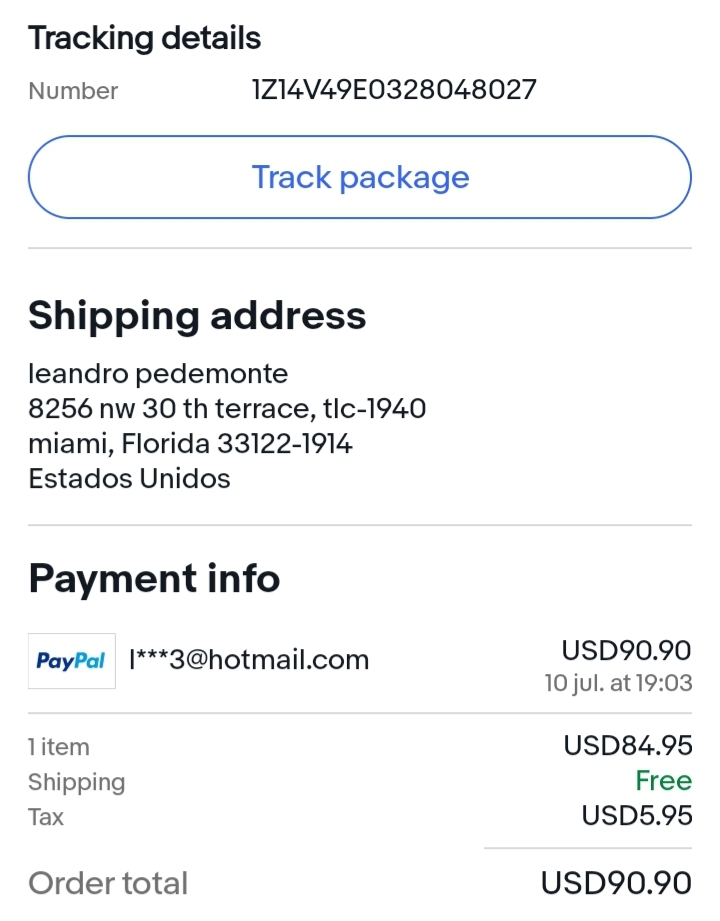 Tracking details
Number 1Z14V49E0328048027
Track package
Shipping address
leandro pedemonte
8256 nw 30 th terrace, tlc-1940
miami, Florida 33122-1914
Estados Unidos
Payment info
PayPal l***3@hotmail.com USD90.90
10 jul. at 19:03
1 item USD84.95
Shipping Free
Tax USD5.95
Order total USD90.90